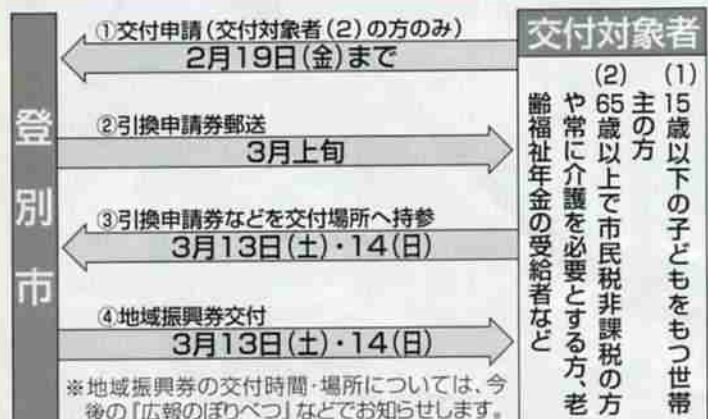 登別市
①交付申請(交付対象者(2)の方のみ)
2月19日(金)まで
②引換申請券郵送
3月上旬
③引換申請券などを交付場所へ持参
3月13日(土)・14(日)
④地域振興券交付
3月13日(土)・14(日)
※地域振興券の交付時間・場所については、今
後の「広報のぼりべつ」などでお知らせします。
交付対象者
(1)15歳以下の子どもをもつ世帯
主の方
(2)65歳以上で市民税非課税の方
や常に介護を必要とする方、老
齢福祉年金の受給者など